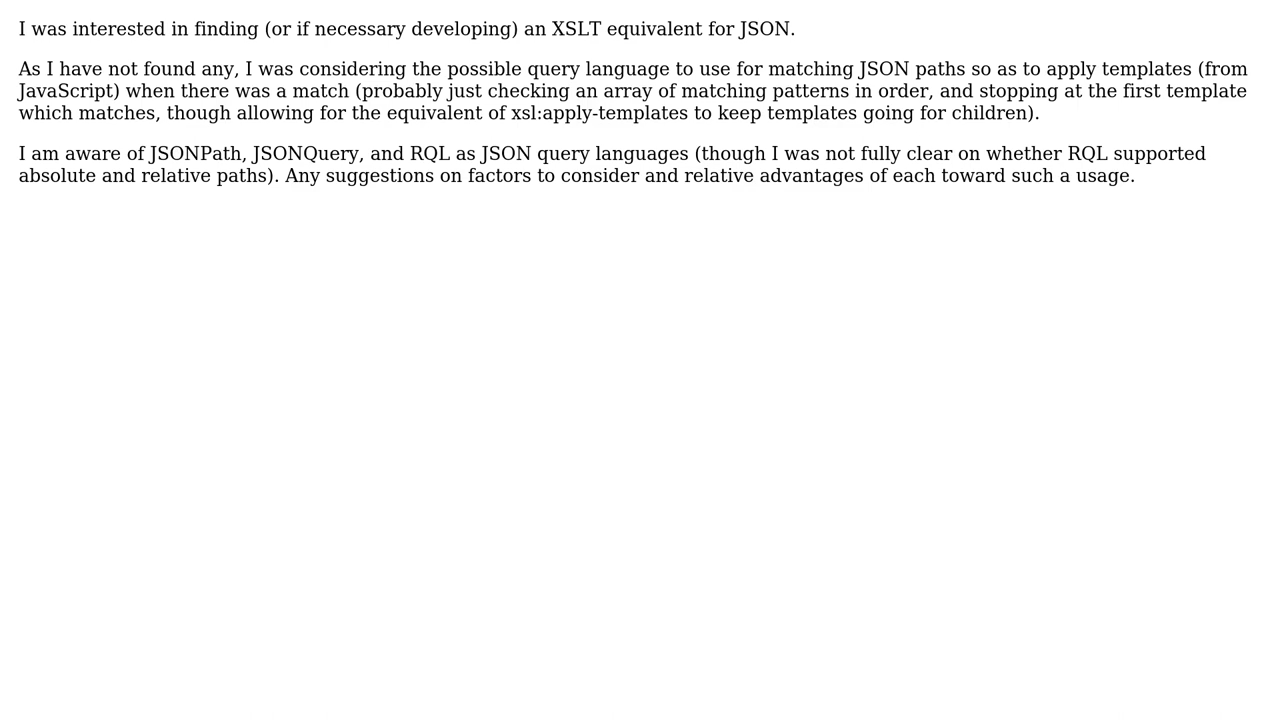 I was interested in finding (or if necessary developing) an XSLT equivalent for JSON.
As I have not found any, I was considering the possible query language to use for matching JSON paths so as to apply templates (from
JavaScript) when there was a match (probably just checking an array of matching patterns in order, and stopping at the first template
which matches, though allowing for the equivalent of xsl:apply-templates to keep templates going for children).
I am aware of JSONPath, JSONQuery, and RQL as JSON query languages (though I was not fully clear on whether RQL supported
absolute and relative paths). Any suggestions on factors to consider and relative advantages of each toward such a usage.